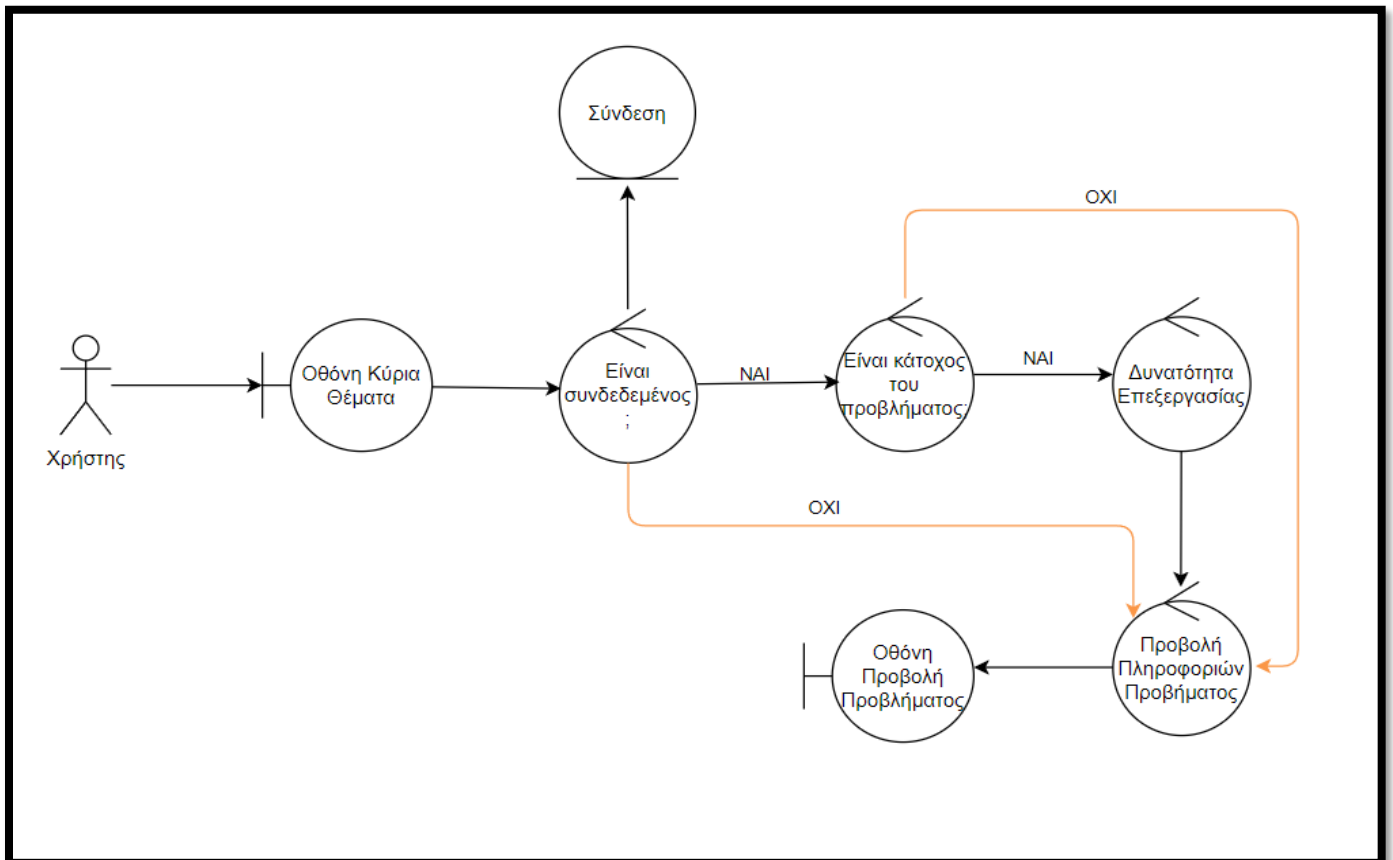 Σύνδεση
ΟΧΙ
Οθόνη Κύρια
Θέματα
Είναι
συνδεδεμένος
;
ΝΑΙ
Είναι κάτοχος
του
προβλήματος;
ΝΑΙ
Δυνατότητα
Επεξεργασίας
Χρήστης
ΟΧΙ
Οθόνη
Προβολή
Προβλήματος
Προβολή
Πληροφοριών
Προβήματος